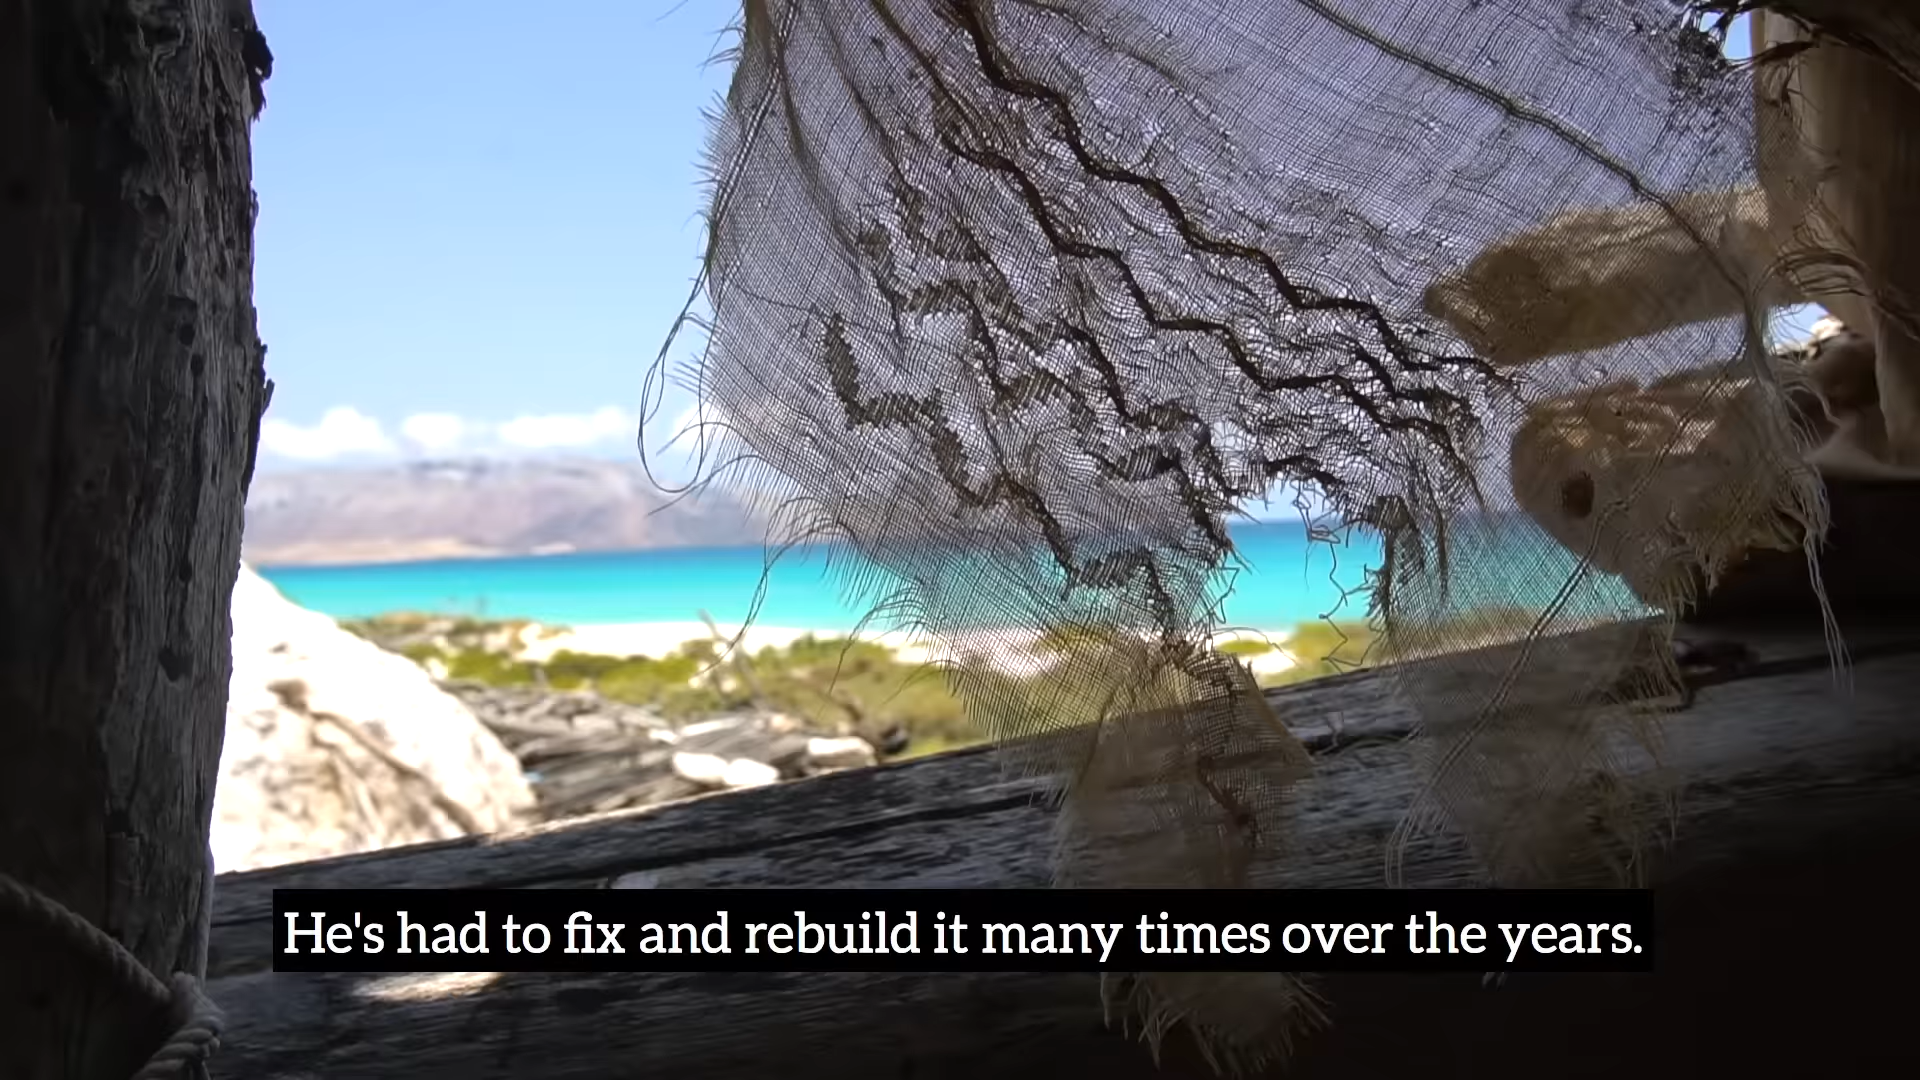 He's had to fix and rebuild it many times over the years.